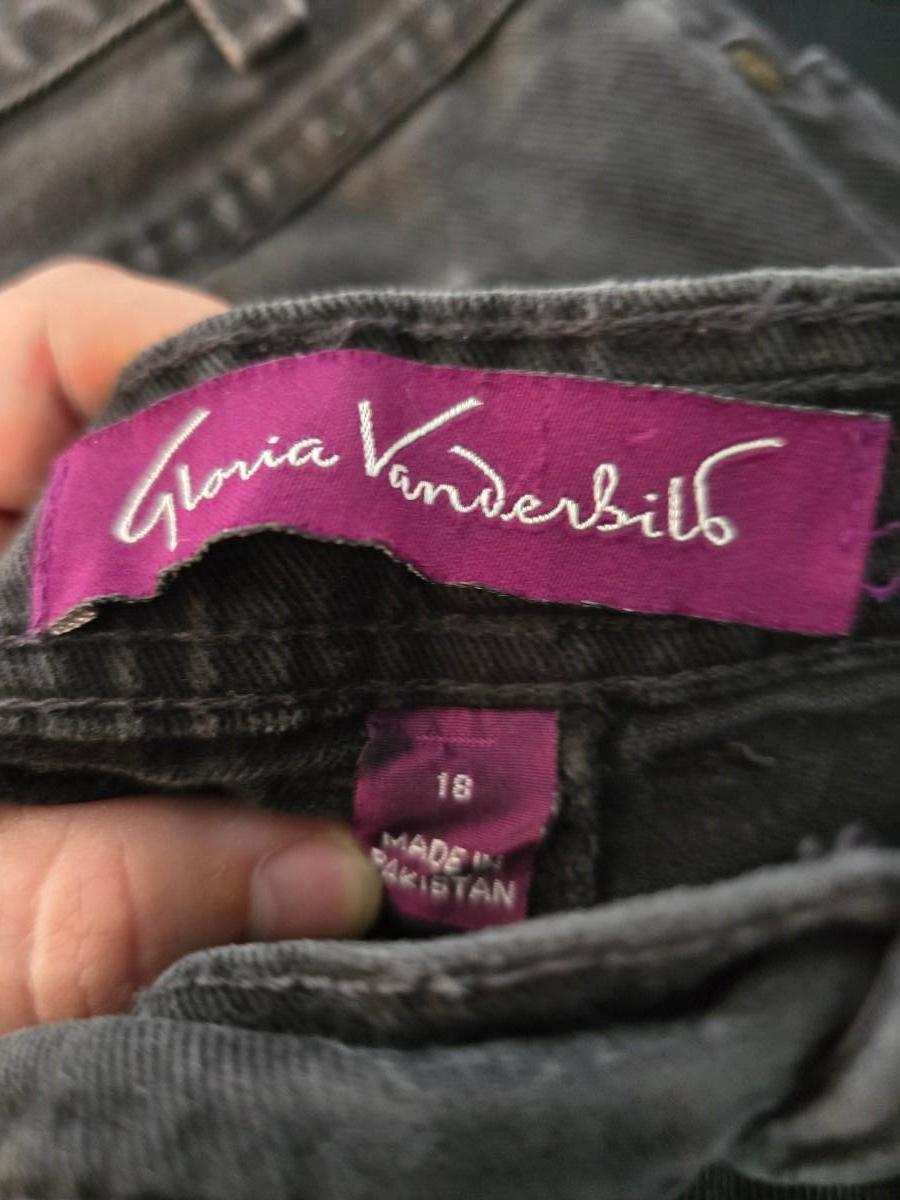 Gloria Vanderbilt
18
MADE IN
PAKISTAN